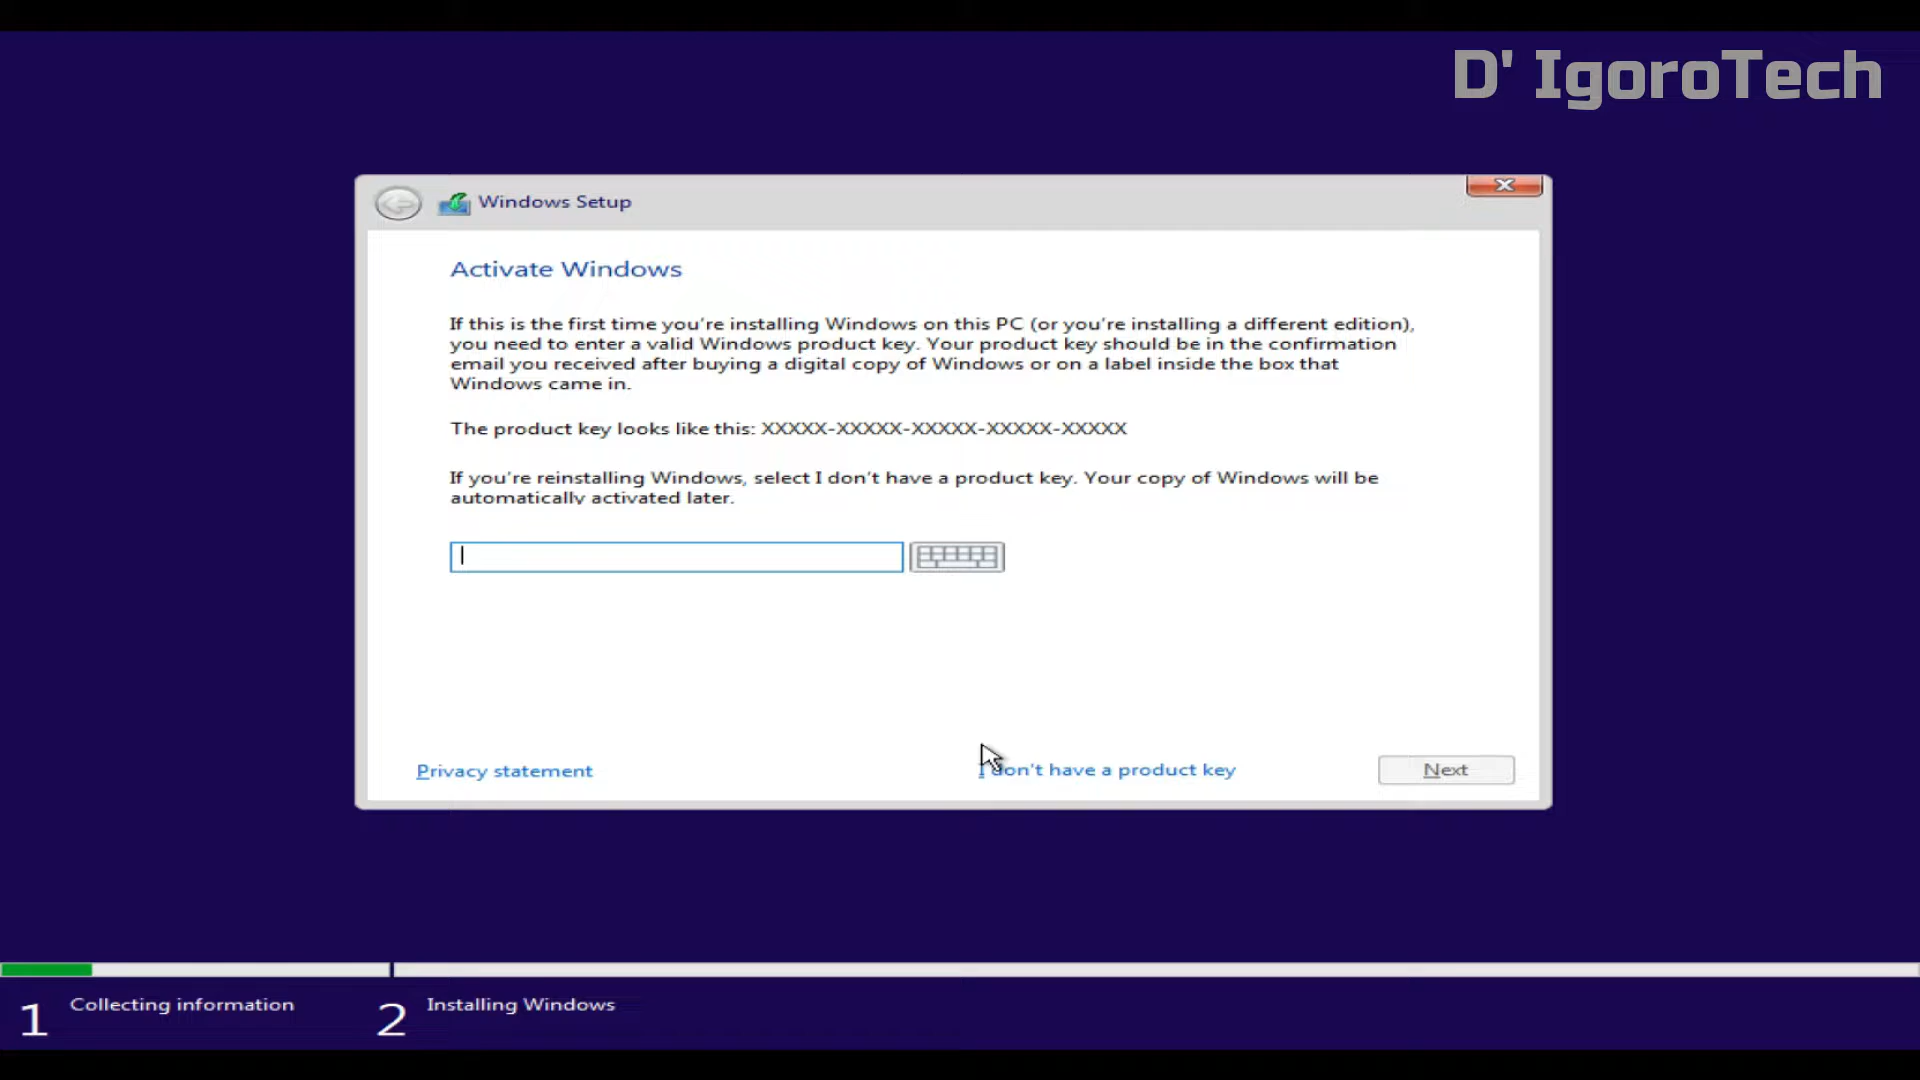 D' IgoroTech
Windows Setup
Activate Windows
If this is the first time you're installing Windows on this PC (or you're installing a different edition),
you need to enter a valid Windows product key. Your product key should be in the confirmation
email you received after buying a digital copy of Windows or on a label inside the box that
Windows came in.
The product key looks like this: XXXXX-XXXXX-XXXXX-XXXXX-XXXXX
If you're reinstalling Windows, select I don't have a product key. Your copy of Windows will be
automatically activated later.
Privacy statement
I don't have a product key
Next
1 Collecting information
2 Installing Windows